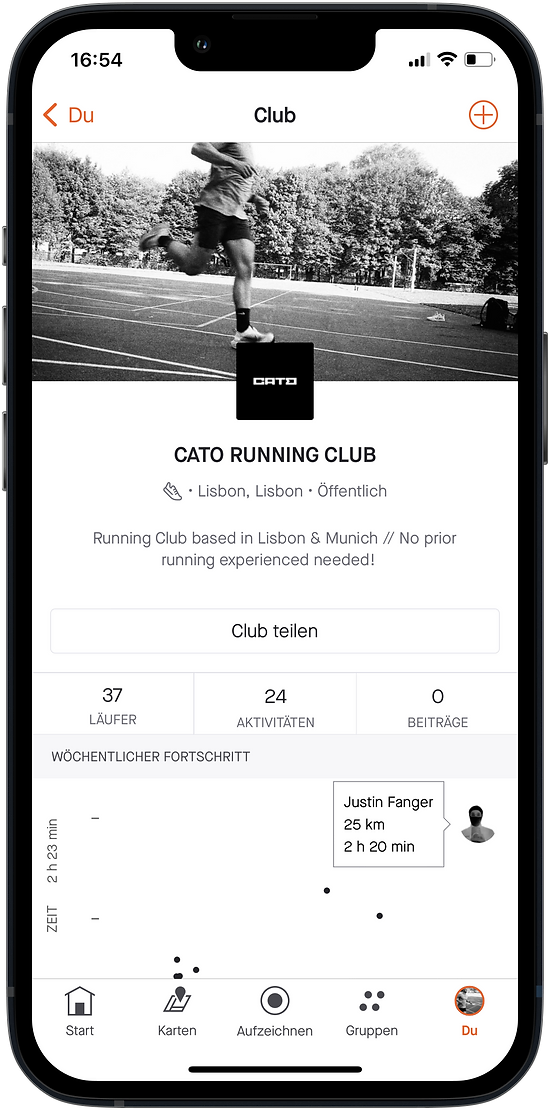 16:54
Du
Club
CATO
CATO RUNNING CLUB
· Lisbon, Lisbon · Öffentlich
Running Club based in Lisbon & Munich // No prior
running experienced needed!
Club teilen
37
LÄUFER
24
AKTIVITÄTEN
0
BEITRÄGE
WÖCHENTLICHER FORTSCHRITT
Justin Fanger
25 km
2 h 20 min
2 h 23 min
ZEIT
Start
Karten
Aufzeichnen
Gruppen
Du